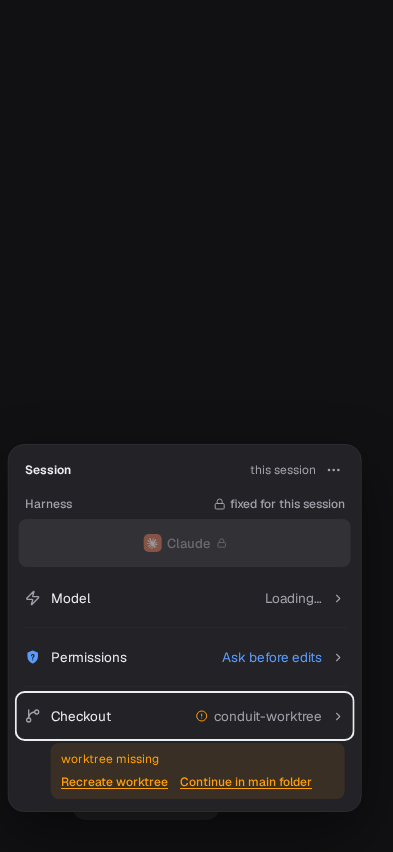 Session this session
Harness fixed for this session
Claude
Model Loading...
Permissions Ask before edits
Checkout conduit-worktree
worktree missing
Recreate worktree Continue in main folder